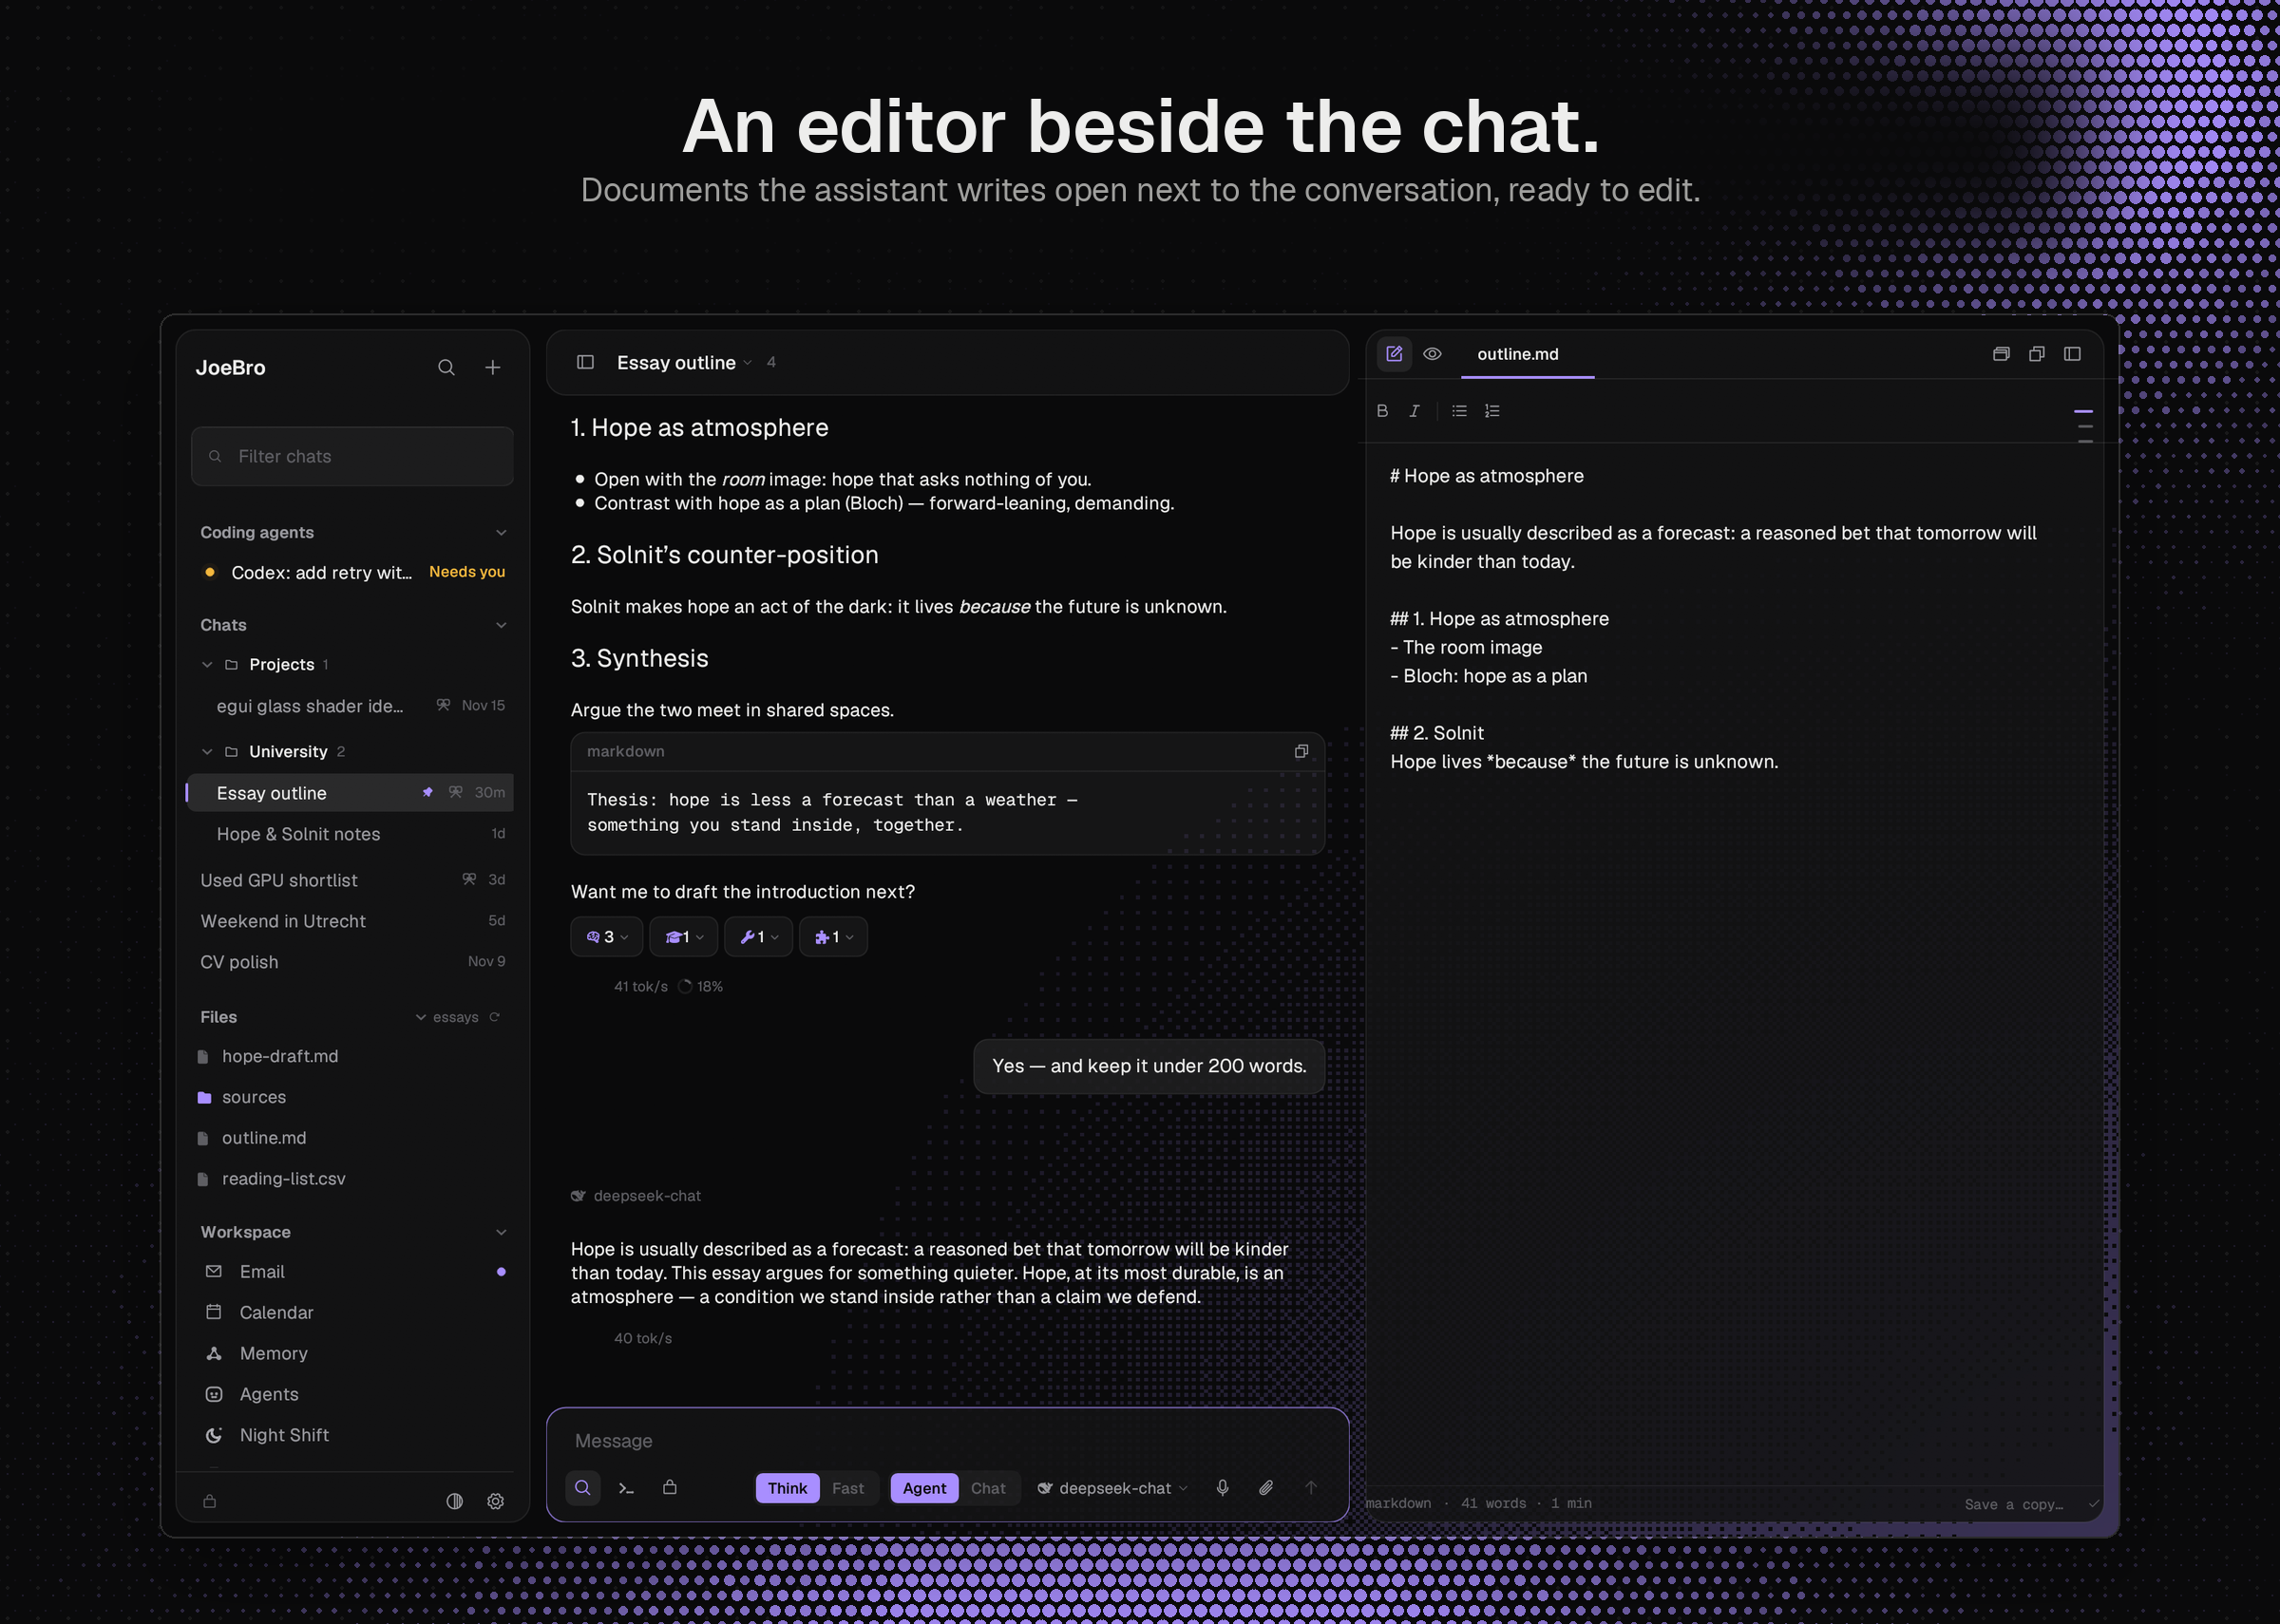 An editor beside the chat.
Documents the assistant writes open next to the conversation, ready to edit.
JoeBro
Filter chats
Coding agents
Codex: add retry wit... Needs you
Chats
Projects 1
egui glass shader ide... Nov 15
University 2
Essay outline 30m
Hope & Solnit notes 1d
Used GPU shortlist 3d
Weekend in Utrecht 5d
CV polish Nov 9
Files essays
hope-draft.md
sources
outline.md
reading-list.csv
Workspace
Email
Calendar
Memory
Agents
Night Shift
Essay outline 4
1. Hope as atmosphere
Open with the room image: hope that asks nothing of you.
Contrast with hope as a plan (Bloch) — forward-leaning, demanding.
2. Solnit’s counter-position
Solnit makes hope an act of the dark: it lives because the future is unknown.
3. Synthesis
Argue the two meet in shared spaces.
markdown
Thesis: hope is less a forecast than a weather —
something you stand inside, together.
Want me to draft the introduction next?
3 1 1 1
41 tok/s 18%
Yes — and keep it under 200 words.
deepseek-chat
Hope is usually described as a forecast: a reasoned bet that tomorrow will be kinder
than today. This essay argues for something quieter. Hope, at its most durable, is an
atmosphere — a condition we stand inside rather than a claim we defend.
40 tok/s
Message
Think Fast Agent Chat deepseek-chat
outline.md
B I
# Hope as atmosphere
Hope is usually described as a forecast: a reasoned bet that tomorrow will
be kinder than today.
## 1. Hope as atmosphere
- The room image
- Bloch: hope as a plan
## 2. Solnit
Hope lives *because* the future is unknown.
markdown · 41 words · 1 min Save a copy…